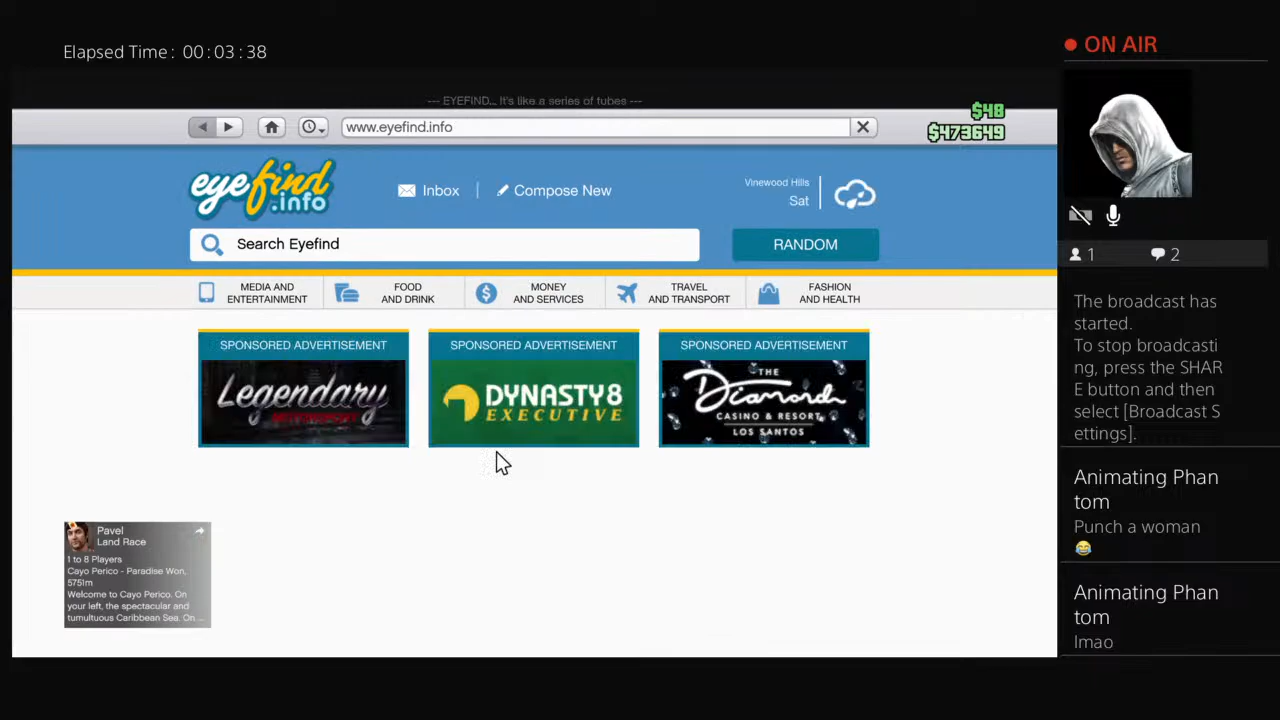 Elapsed Time: 00:03:38
ON AIR
--- EYEFIND... It's like a series of tubes ---
www.eyefind.info
$48
$473649
eyefind.info
Inbox
Compose New
Vinewood Hills
Sat
Search Eyefind
RANDOM
MEDIA AND
ENTERTAINMENT
FOOD
AND DRINK
MONEY
AND SERVICES
TRAVEL
AND TRANSPORT
FASHION
AND HEALTH
SPONSORED ADVERTISEMENT
Legendary
MOTORSPORT
SPONSORED ADVERTISEMENT
DYNASTY8
EXECUTIVE
SPONSORED ADVERTISEMENT
THE
Diamond
CASINO & RESORT
LOS SANTOS
Pavel
Land Race
1 to 8 Players
Cayo Perico - Paradise Won,
5751m
Welcome to Cayo Perico. On
your left, the spectacular and
tumultuous Caribbean Sea. On ...
1
2
The broadcast has
started.
To stop broadcasti
ng, press the SHAR
E button and then
select [Broadcast S
ettings].
Animating Phan
tom
Punch a woman
😂
Animating Phan
tom
lmao